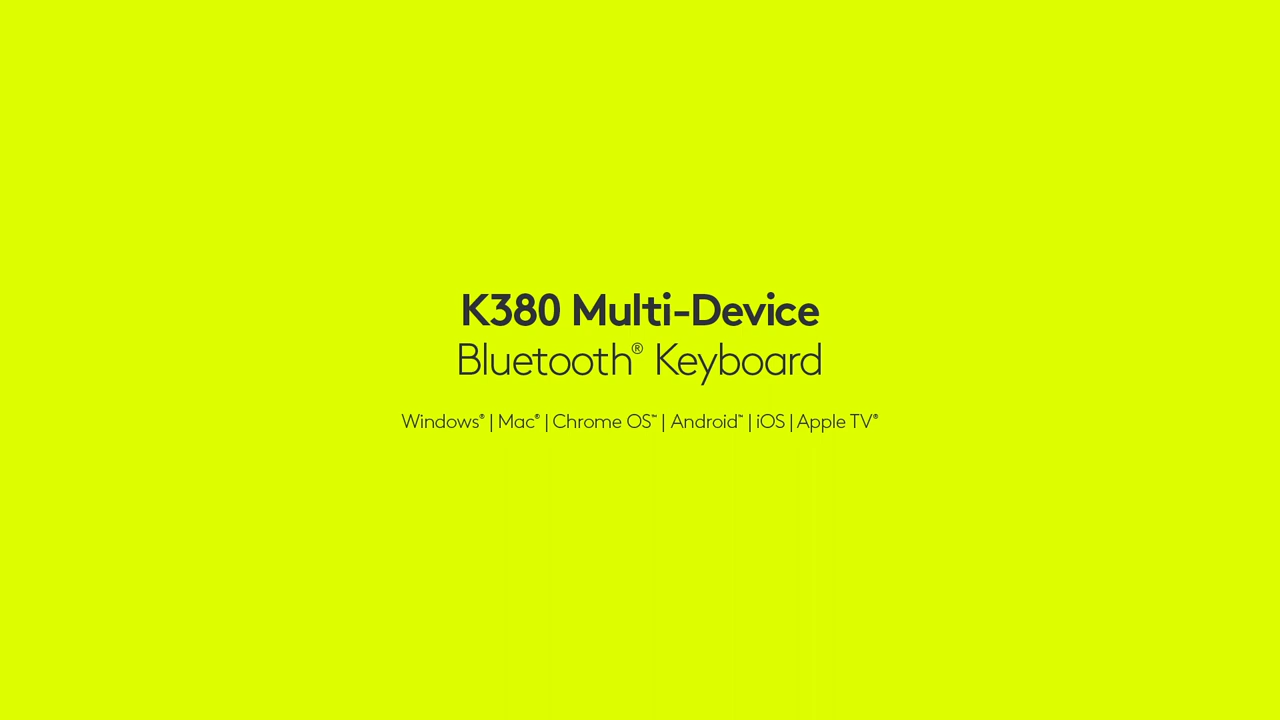 K380 Multi-Device
Bluetooth® Keyboard
Windows® | Mac® | Chrome OS™ | Android™ | iOS | Apple TV®